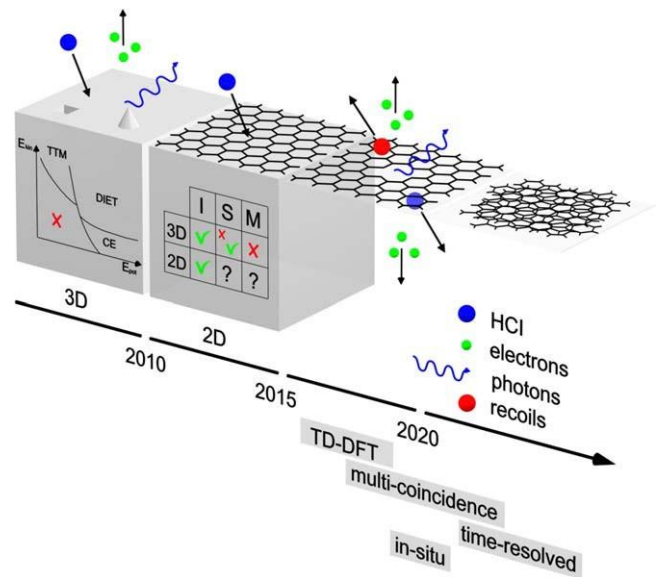 E_kin
TTM
DIET
CE
E_pot
I S M
3D
2D ? ?
3D
2D
2010
2015
2020
HCI
electrons
photons
recoils
TD-DFT
multi-coincidence
time-resolved
in-situ